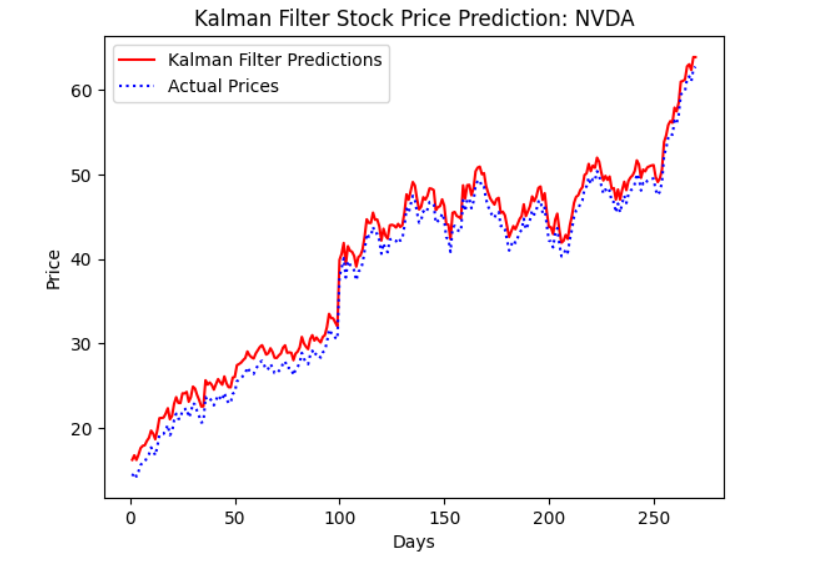 Kalman Filter Stock Price Prediction: NVDA
Kalman Filter Predictions
Actual Prices
60
50
40
30
20
Price
0 50 100 150 200 250
Days